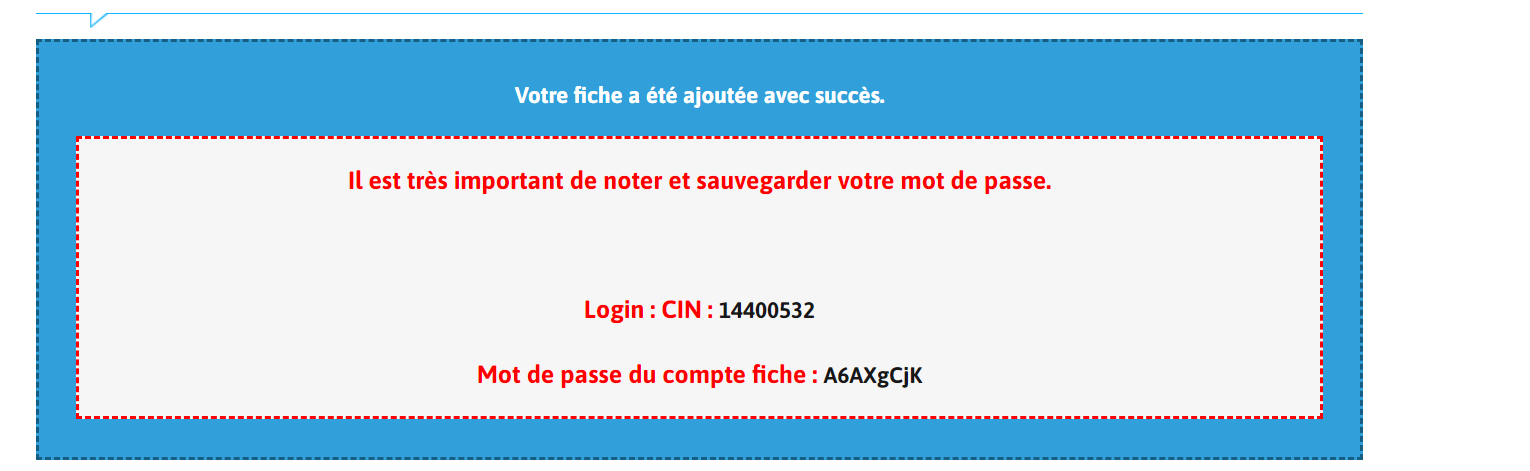 Votre fiche a été ajoutée avec succès.
Il est très important de noter et sauvegarder votre mot de passe.
Login : CIN : 14400532
Mot de passe du compte fiche : A6AXgCjK